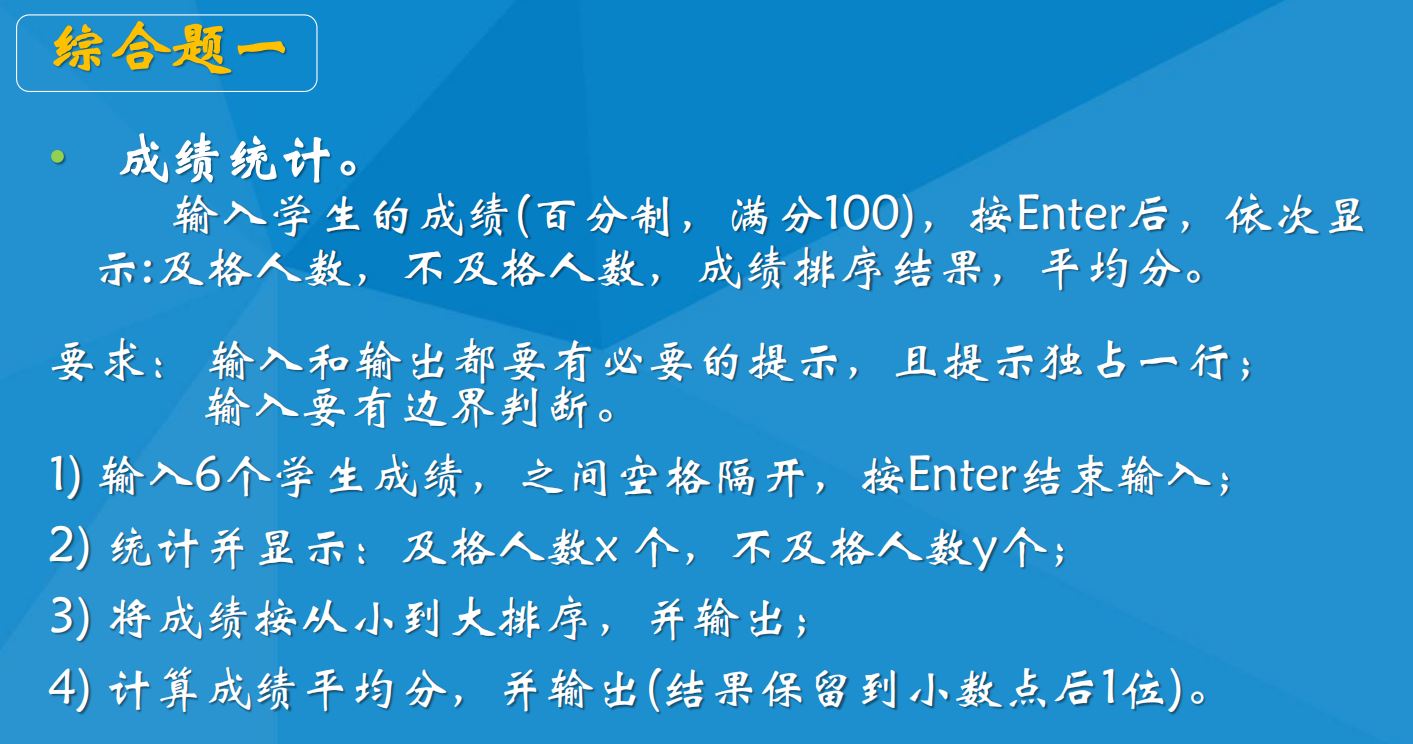 综合题一
• 成绩统计。
输入学生的成绩(百分制，满分100)，按Enter后，依次显
示:及格人数，不及格人数，成绩排序结果，平均分。
要求： 输入和输出都要有必要的提示，且提示独占一行；
输入要有边界判断。
1) 输入6个学生成绩，之间空格隔开，按Enter结束输入；
2) 统计并显示：及格人数x 个，不及格人数y个；
3) 将成绩按从小到大排序，并输出；
4) 计算成绩平均分，并输出(结果保留到小数点后1位)。